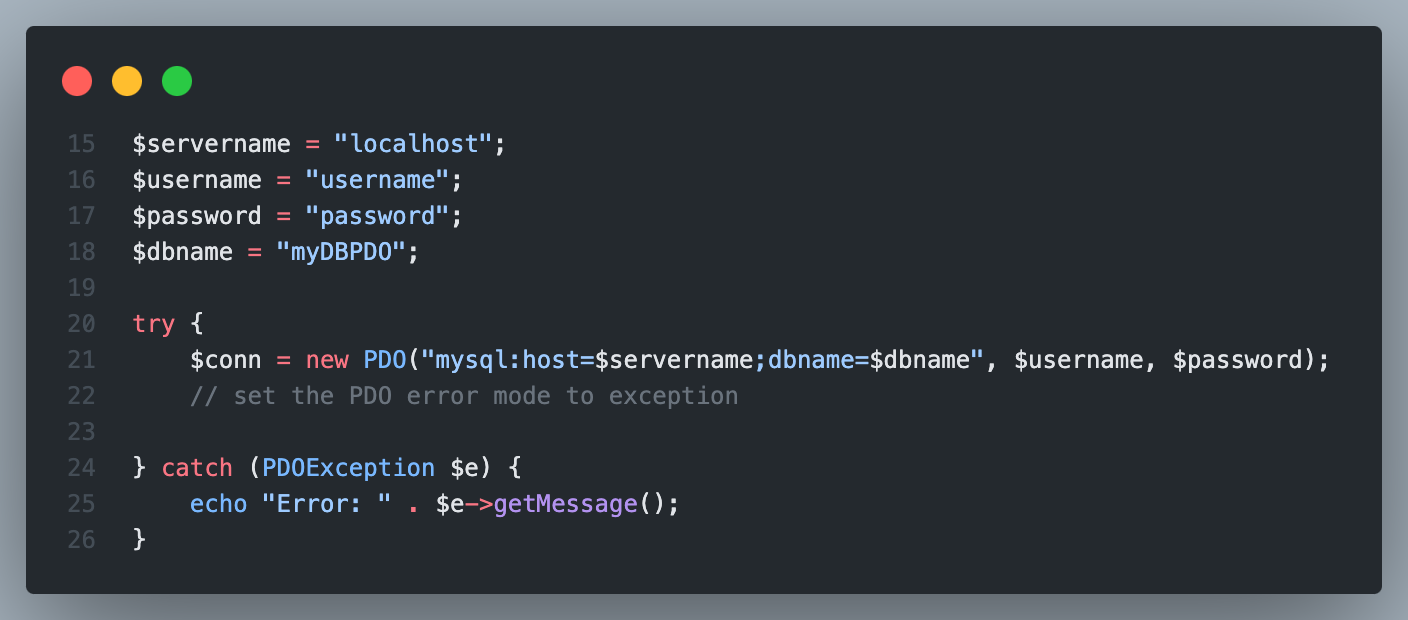 15 $servername = "localhost";
16 $username = "username";
17 $password = "password";
18 $dbname = "myDBPDO";
19
20 try {
21     $conn = new PDO("mysql:host=$servername;dbname=$dbname", $username, $password);
22     // set the PDO error mode to exception
23
24 } catch (PDOException $e) {
25     echo "Error: " . $e->getMessage();
26 }